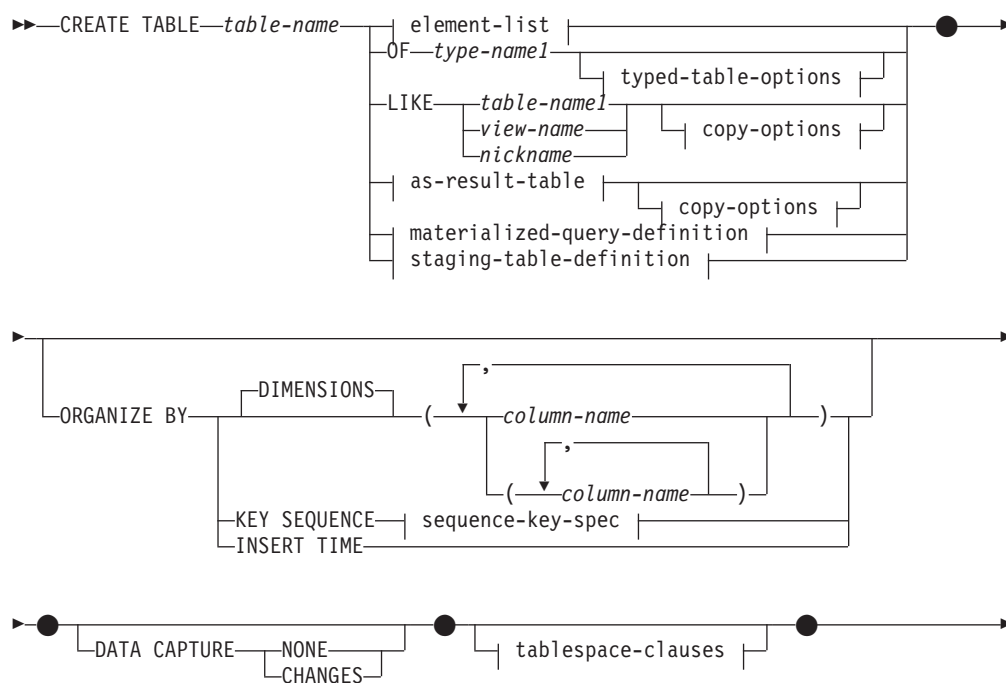 CREATE TABLE table-name element-list
OF type-name1
typed-table-options
LIKE table-name1
view-name copy-options
nickname
as-result-table
copy-options
materialized-query-definition
staging-table-definition
,
DIMENSIONS
ORGANIZE BY ( column-name )
,
( column-name )
KEY SEQUENCE sequence-key-spec
INSERT TIME
DATA CAPTURE NONE tablespace-clauses
CHANGES